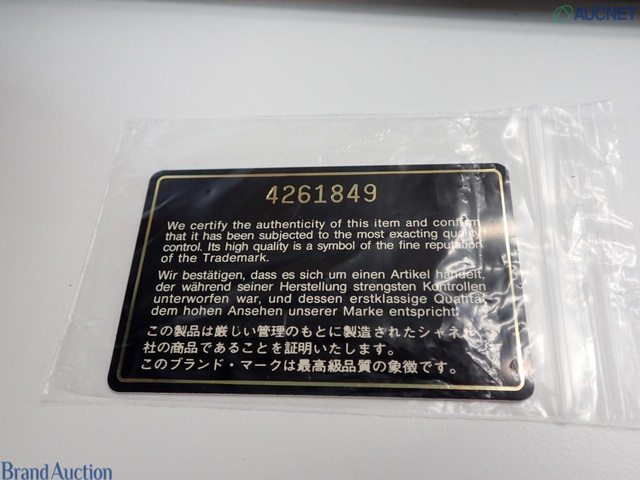 AUCNET
4261849
We certify the authenticity of this item and confirm
that it has been subjected to the most exacting quality
control. Its high quality is a symbol of the fine reputation
of the Trademark.
Wir bestätigen, dass es sich um einen Artikel handelt,
der während seiner Herstellung strengsten Kontrollen
unterworfen war, und dessen erstklassige Qualität
dem hohen Ansehen unserer Marke entspricht.
この製品は厳しい管理のもとに製造されたシャネル
社の商品であることを証明いたします。
このブランド・マークは最高級品質の象徴です。
Brand Auction